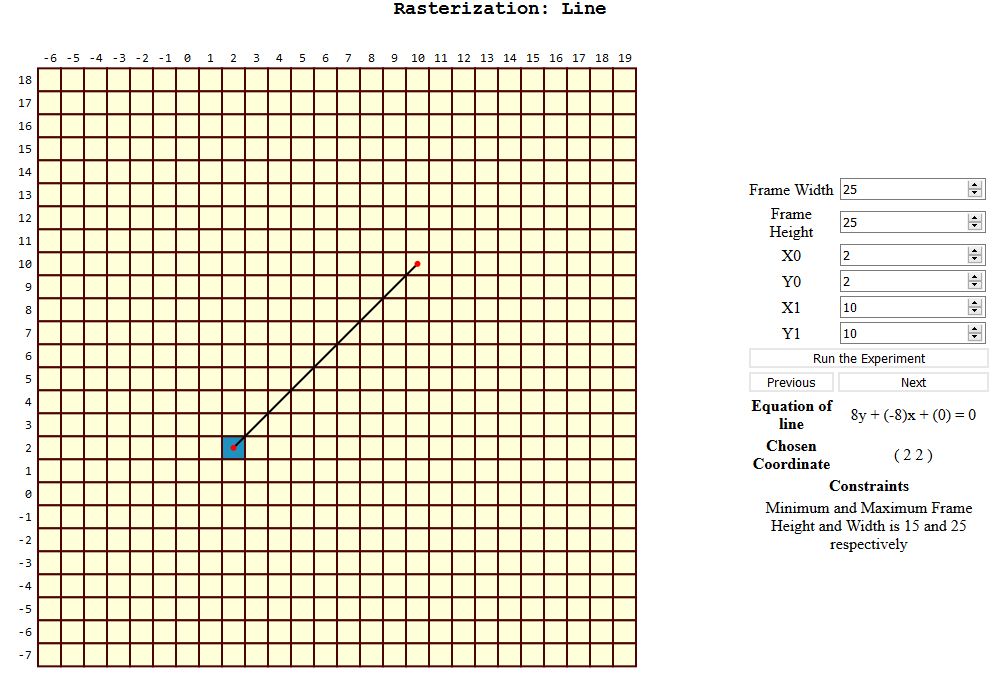 Rasterization: Line
-6 -5 -4 -3 -2 -1 0 1 2 3 4 5 6 7 8 9 10 11 12 13 14 15 16 17 18 19
18
17
16
15
14
13
12
11
10
9
8
7
6
5
4
3
2
1
0
-1
-2
-3
-4
-5
-6
-7
Frame Width 25
Frame
Height 25
X0 2
Y0 2
X1 10
Y1 10
Run the Experiment
Previous Next
Equation of
line 8y + (-8)x + (0) = 0
Chosen
Coordinate ( 2 2 )
Constraints
Minimum and Maximum Frame
Height and Width is 15 and 25
respectively